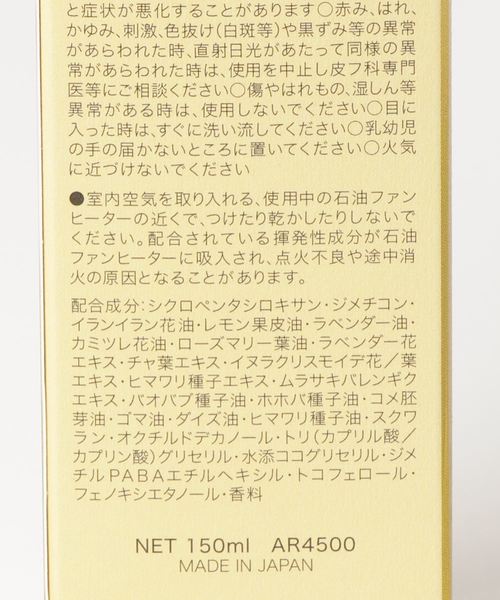 と症状が悪化することがあります○赤み、はれ、
かゆみ、刺激、色抜け(白斑等)や黒ずみ等の異常
があらわれた時、直射日光があたって同様の異
常があらわれた時は、使用を中止し皮フ科専門
医等にご相談ください○傷やはれもの、湿しん等
異常がある時は、使用しないでください○目に
入った時は、すぐに洗い流してください○乳幼児
の手の届かないところに置いてください○火気
に近づけないでください
●室内空気を取り入れる、使用中の石油ファン
ヒーターの近くで、つけたり乾かしたりしないで
ください。配合されている揮発性成分が石油
ファンヒーターに吸入され、点火不良や途中消
火の原因となることがあります。
配合成分:シクロペンタシロキサン・ジメチコン・
イランイラン花油・レモン果皮油・ラベンダー油・
カミツレ花油・ローズマリー葉油・ラベンダー花
エキス・チャ葉エキス・イヌラクリスモイデ花/葉
エキス・ヒマワリ種子エキス・ムラサキバレンギク
エキス・バオバブ種子油・ホホバ種子油・コメ胚
芽油・ゴマ油・ダイズ油・ヒマワリ種子油・スクワ
ラン・オクチルドデカノール・トリ(カプリル酸/
カプリン酸)グリセリル・水添ココグリセリル・ジメ
チルPABAエチルヘキシル・トコフェロール・
フェノキシエタノール・香料
NET 150ml AR4500
MADE IN JAPAN